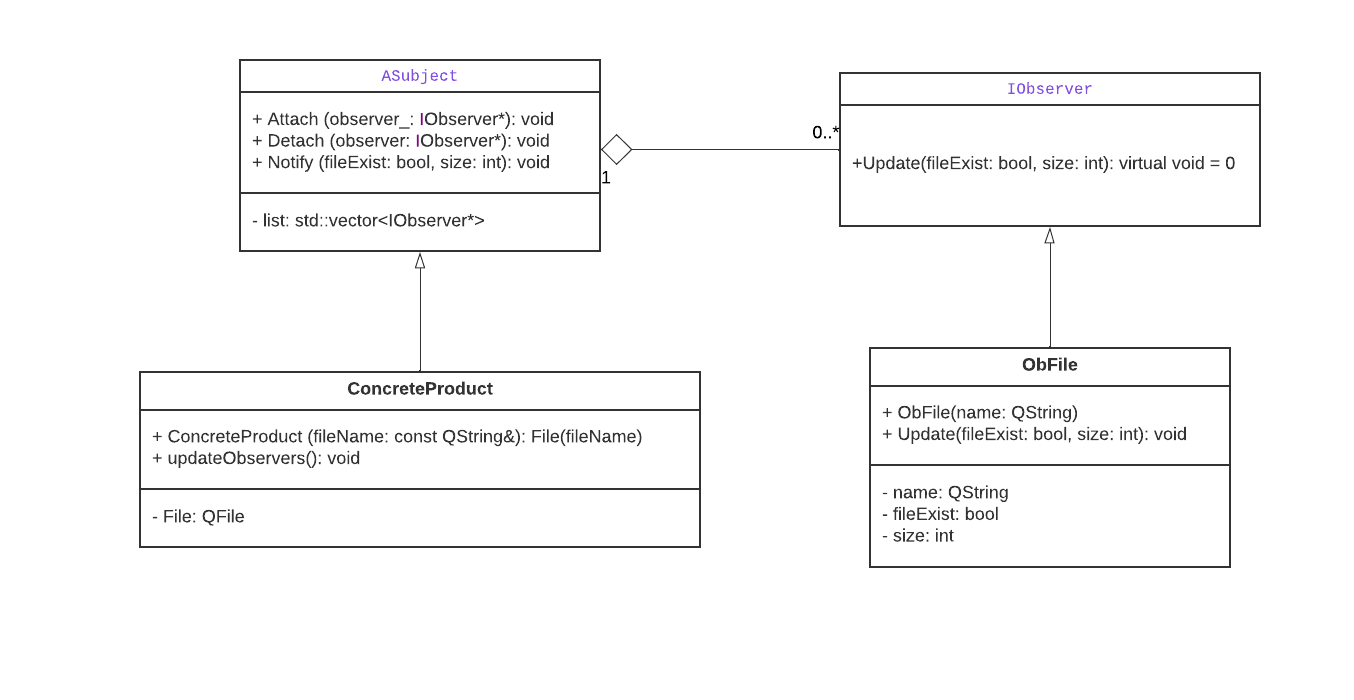 ASubject
+ Attach (observer_: IObserver*): void
+ Detach (observer: IObserver*): void
+ Notify (fileExist: bool, size: int): void
- list: std::vector<IObserver*>
1
0..*
IObserver
+Update(fileExist: bool, size: int): virtual void = 0
ConcreteProduct
+ ConcreteProduct (fileName: const QString&): File(fileName)
+ updateObservers(): void
- File: QFile
ObFile
+ ObFile(name: QString)
+ Update(fileExist: bool, size: int): void
- name: QString
- fileExist: bool
- size: int